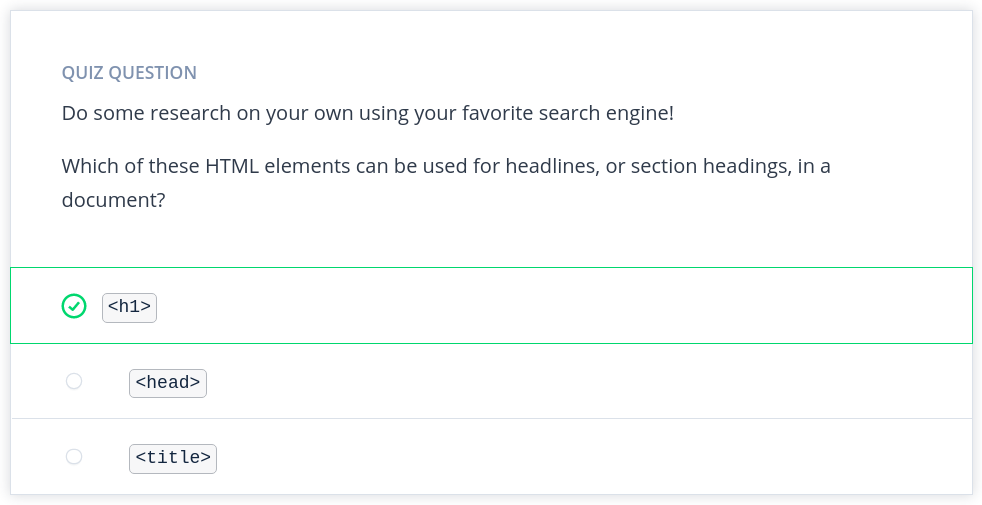 QUIZ QUESTION
Do some research on your own using your favorite search engine!
Which of these HTML elements can be used for headlines, or section headings, in a
document?
<h1>
<head>
<title>